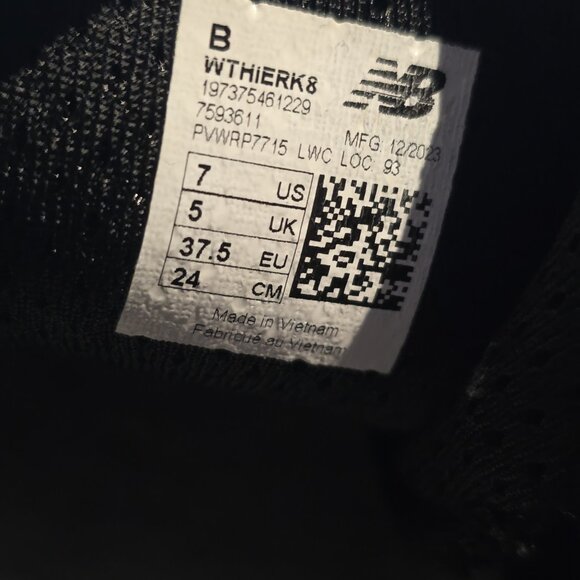 B
WTHiERK8
NB
197375461229
7593611
MFG 12/2023
PVWRP7715 LWC LOC 93
7 US
5 UK
37.5 EU
24 CM
Made in Vietnam
Fabriqué au Vietnam